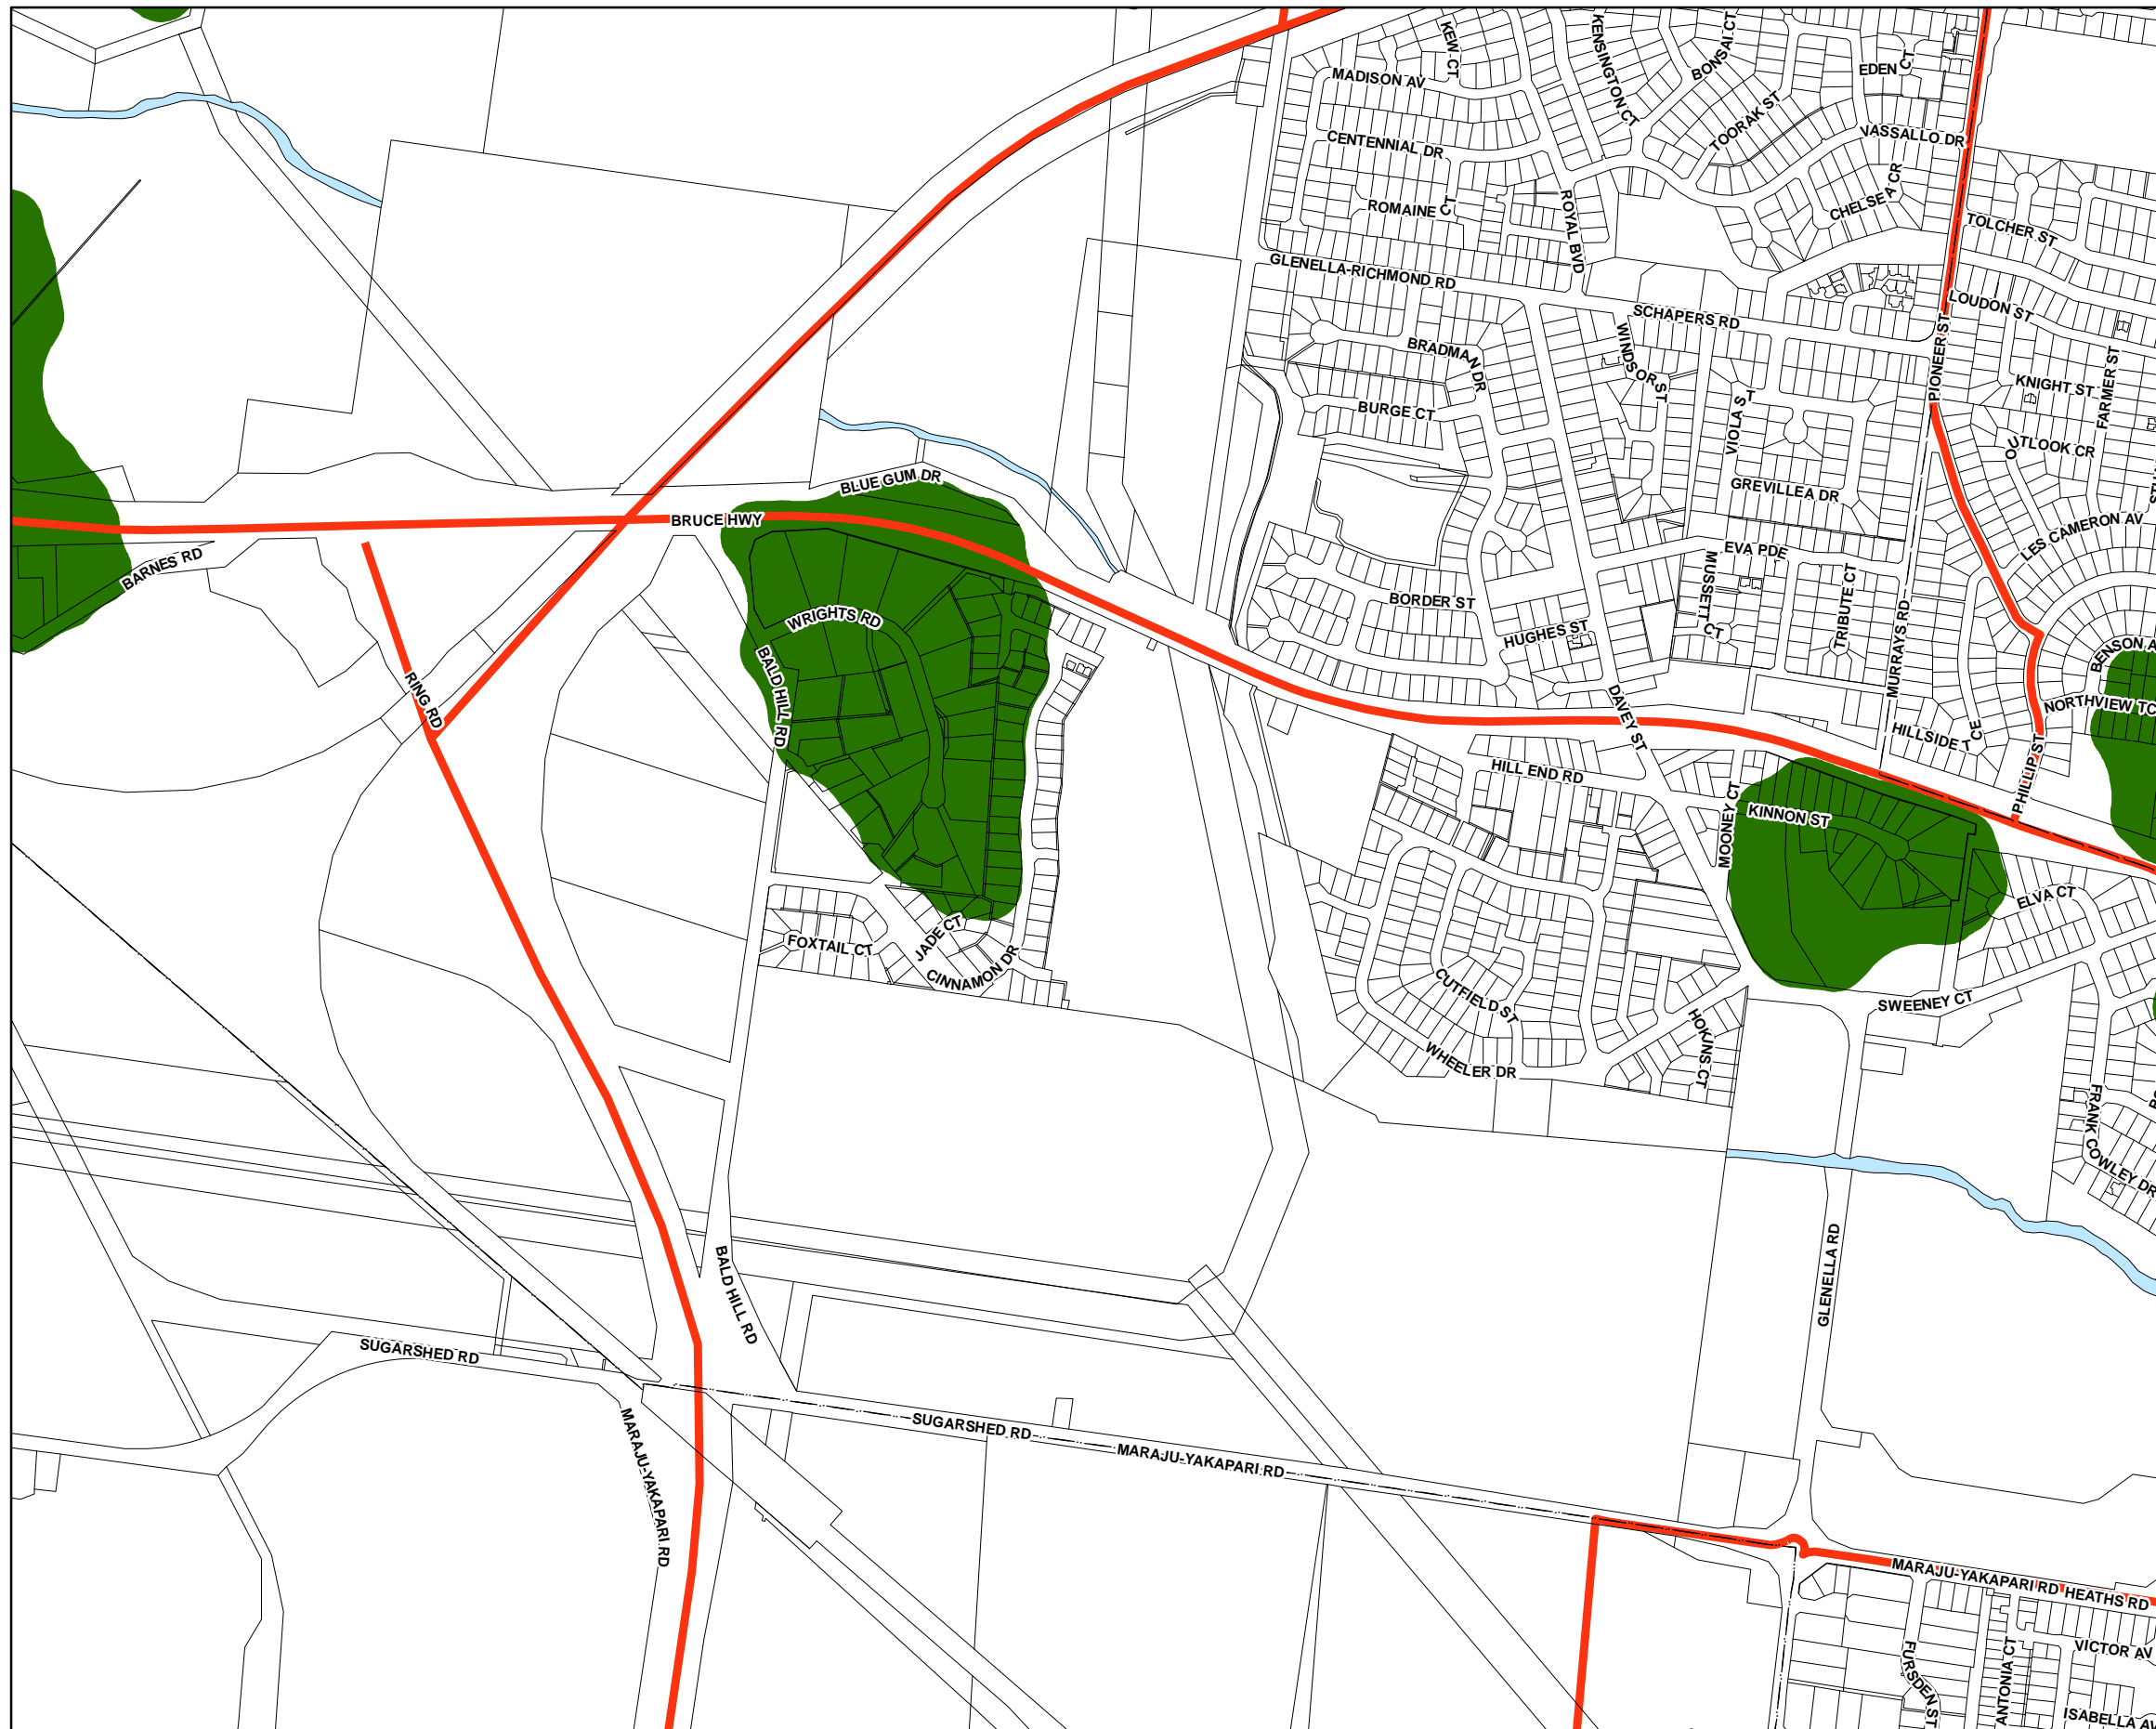 KEW CT
KENSINGTON CT
BONSAI CT
EDEN CT
MADISON AV
TOORAK ST
VASSALLO DR
CENTENNIAL DR
CHELSEA CR
ROMAINE CT
ROYAL BVD
TOLCHER ST
GLENELLA-RICHMOND RD
LOUDON ST
SCHAPERS RD
PIONEER ST
WINDSOR ST
BRADMAN DR
FARMER ST
KNIGHT ST
BURGE CT
VIOLA ST
OUTLOOK CR
BLUE GUM DR
GREVILLEA DR
BRUCE HWY
LES CAMERON AV
EVA PDE
BARNES RD
MUSSETT CT
TRIBUTE CT
BORDER ST
MURRAYS RD
WRIGHTS RD
HUGHES ST
BENSON A
BALD HILL RD
RING RD
DAVEY ST
NORTHVIEW TC
HILLSIDE TCE
PHILLIP ST
HILL END RD
MOONEY CT
KINNON ST
ELVA CT
FOXTAIL CT
JADE CT
CINNAMON DR
CUTFIELD ST
SWEENEY CT
HOKINS CT
WHEELER DR
FRANK COWLEY DR
GLENELLA RD
BALD HILL RD
SUGARSHED RD
SUGARSHED RD
MARAJU-YAKAPARI RD
MARAJU-YAKAPARI RD
MARAJU-YAKAPARI RD
HEATHS RD
VICTOR AV
FURSDEN ST
ANTONIA CT
ISABELLA AV